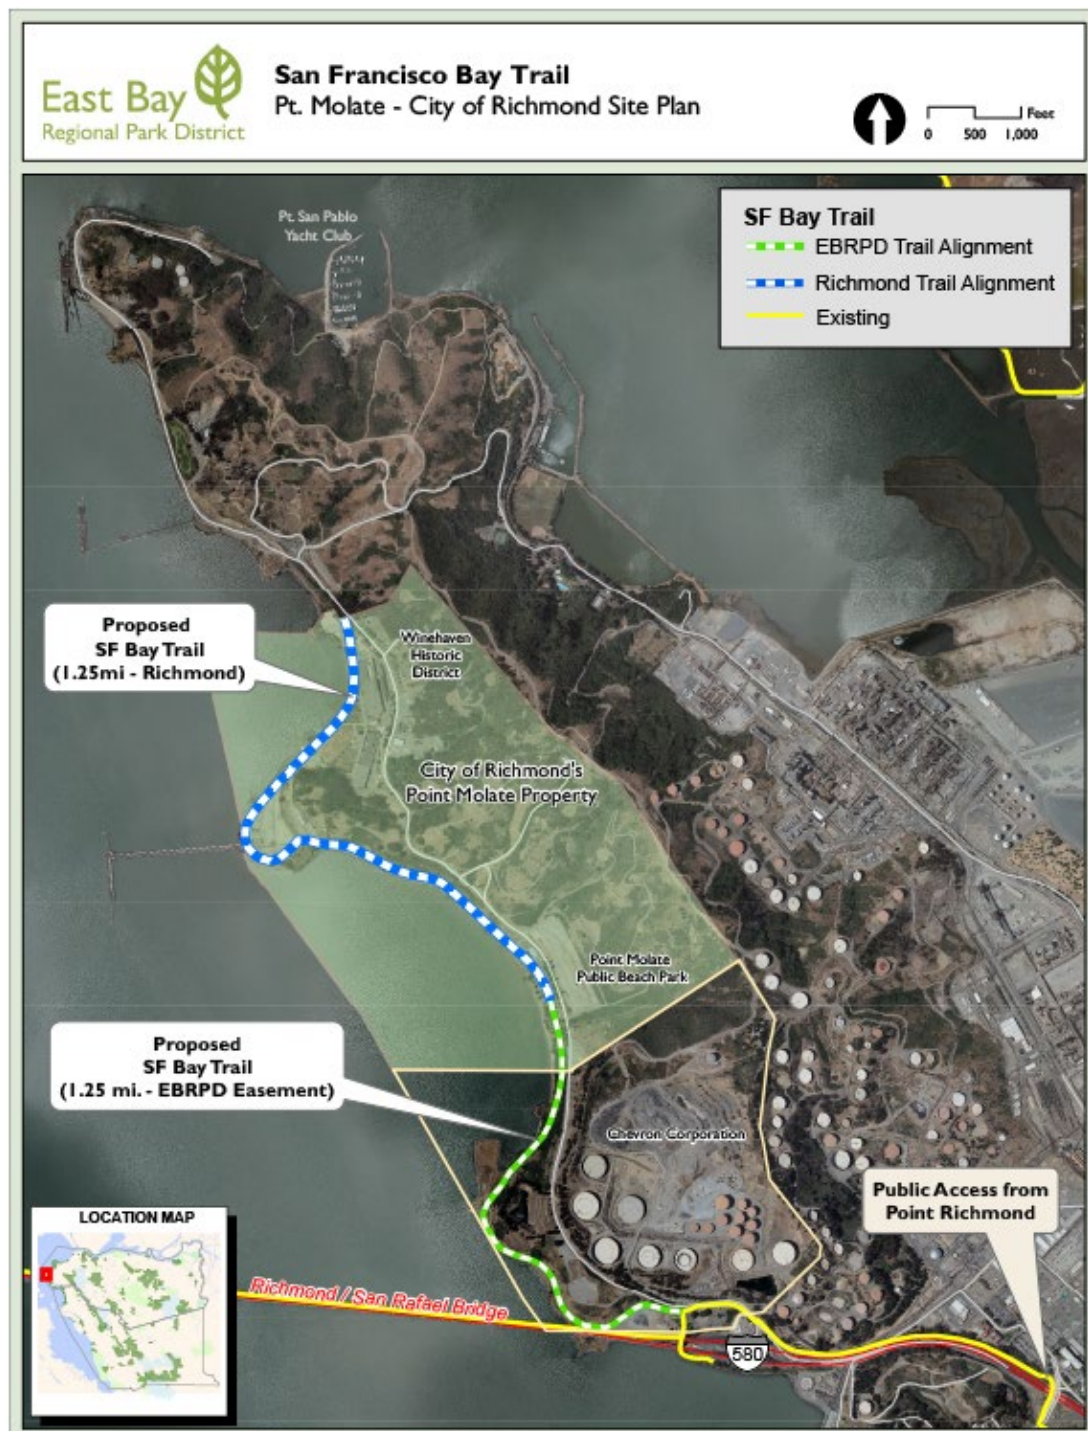 East Bay
Regional Park District
San Francisco Bay Trail
Pt. Molate - City of Richmond Site Plan
Feet
0 500 1,000
Pt. San Pablo
Yacht Club
SF Bay Trail
EBRPD Trail Alignment
Richmond Trail Alignment
Existing
Proposed
SF Bay Trail
(1.25mi - Richmond)
Winehaven
Historic
District
City of Richmond's
Point Molate Property
Point Molate
Public Beach Park
Proposed
SF Bay Trail
(1.25 mi. - EBRPD Easement)
Chevron Corporation
Public Access from
Point Richmond
LOCATION MAP
Richmond / San Rafael Bridge
580